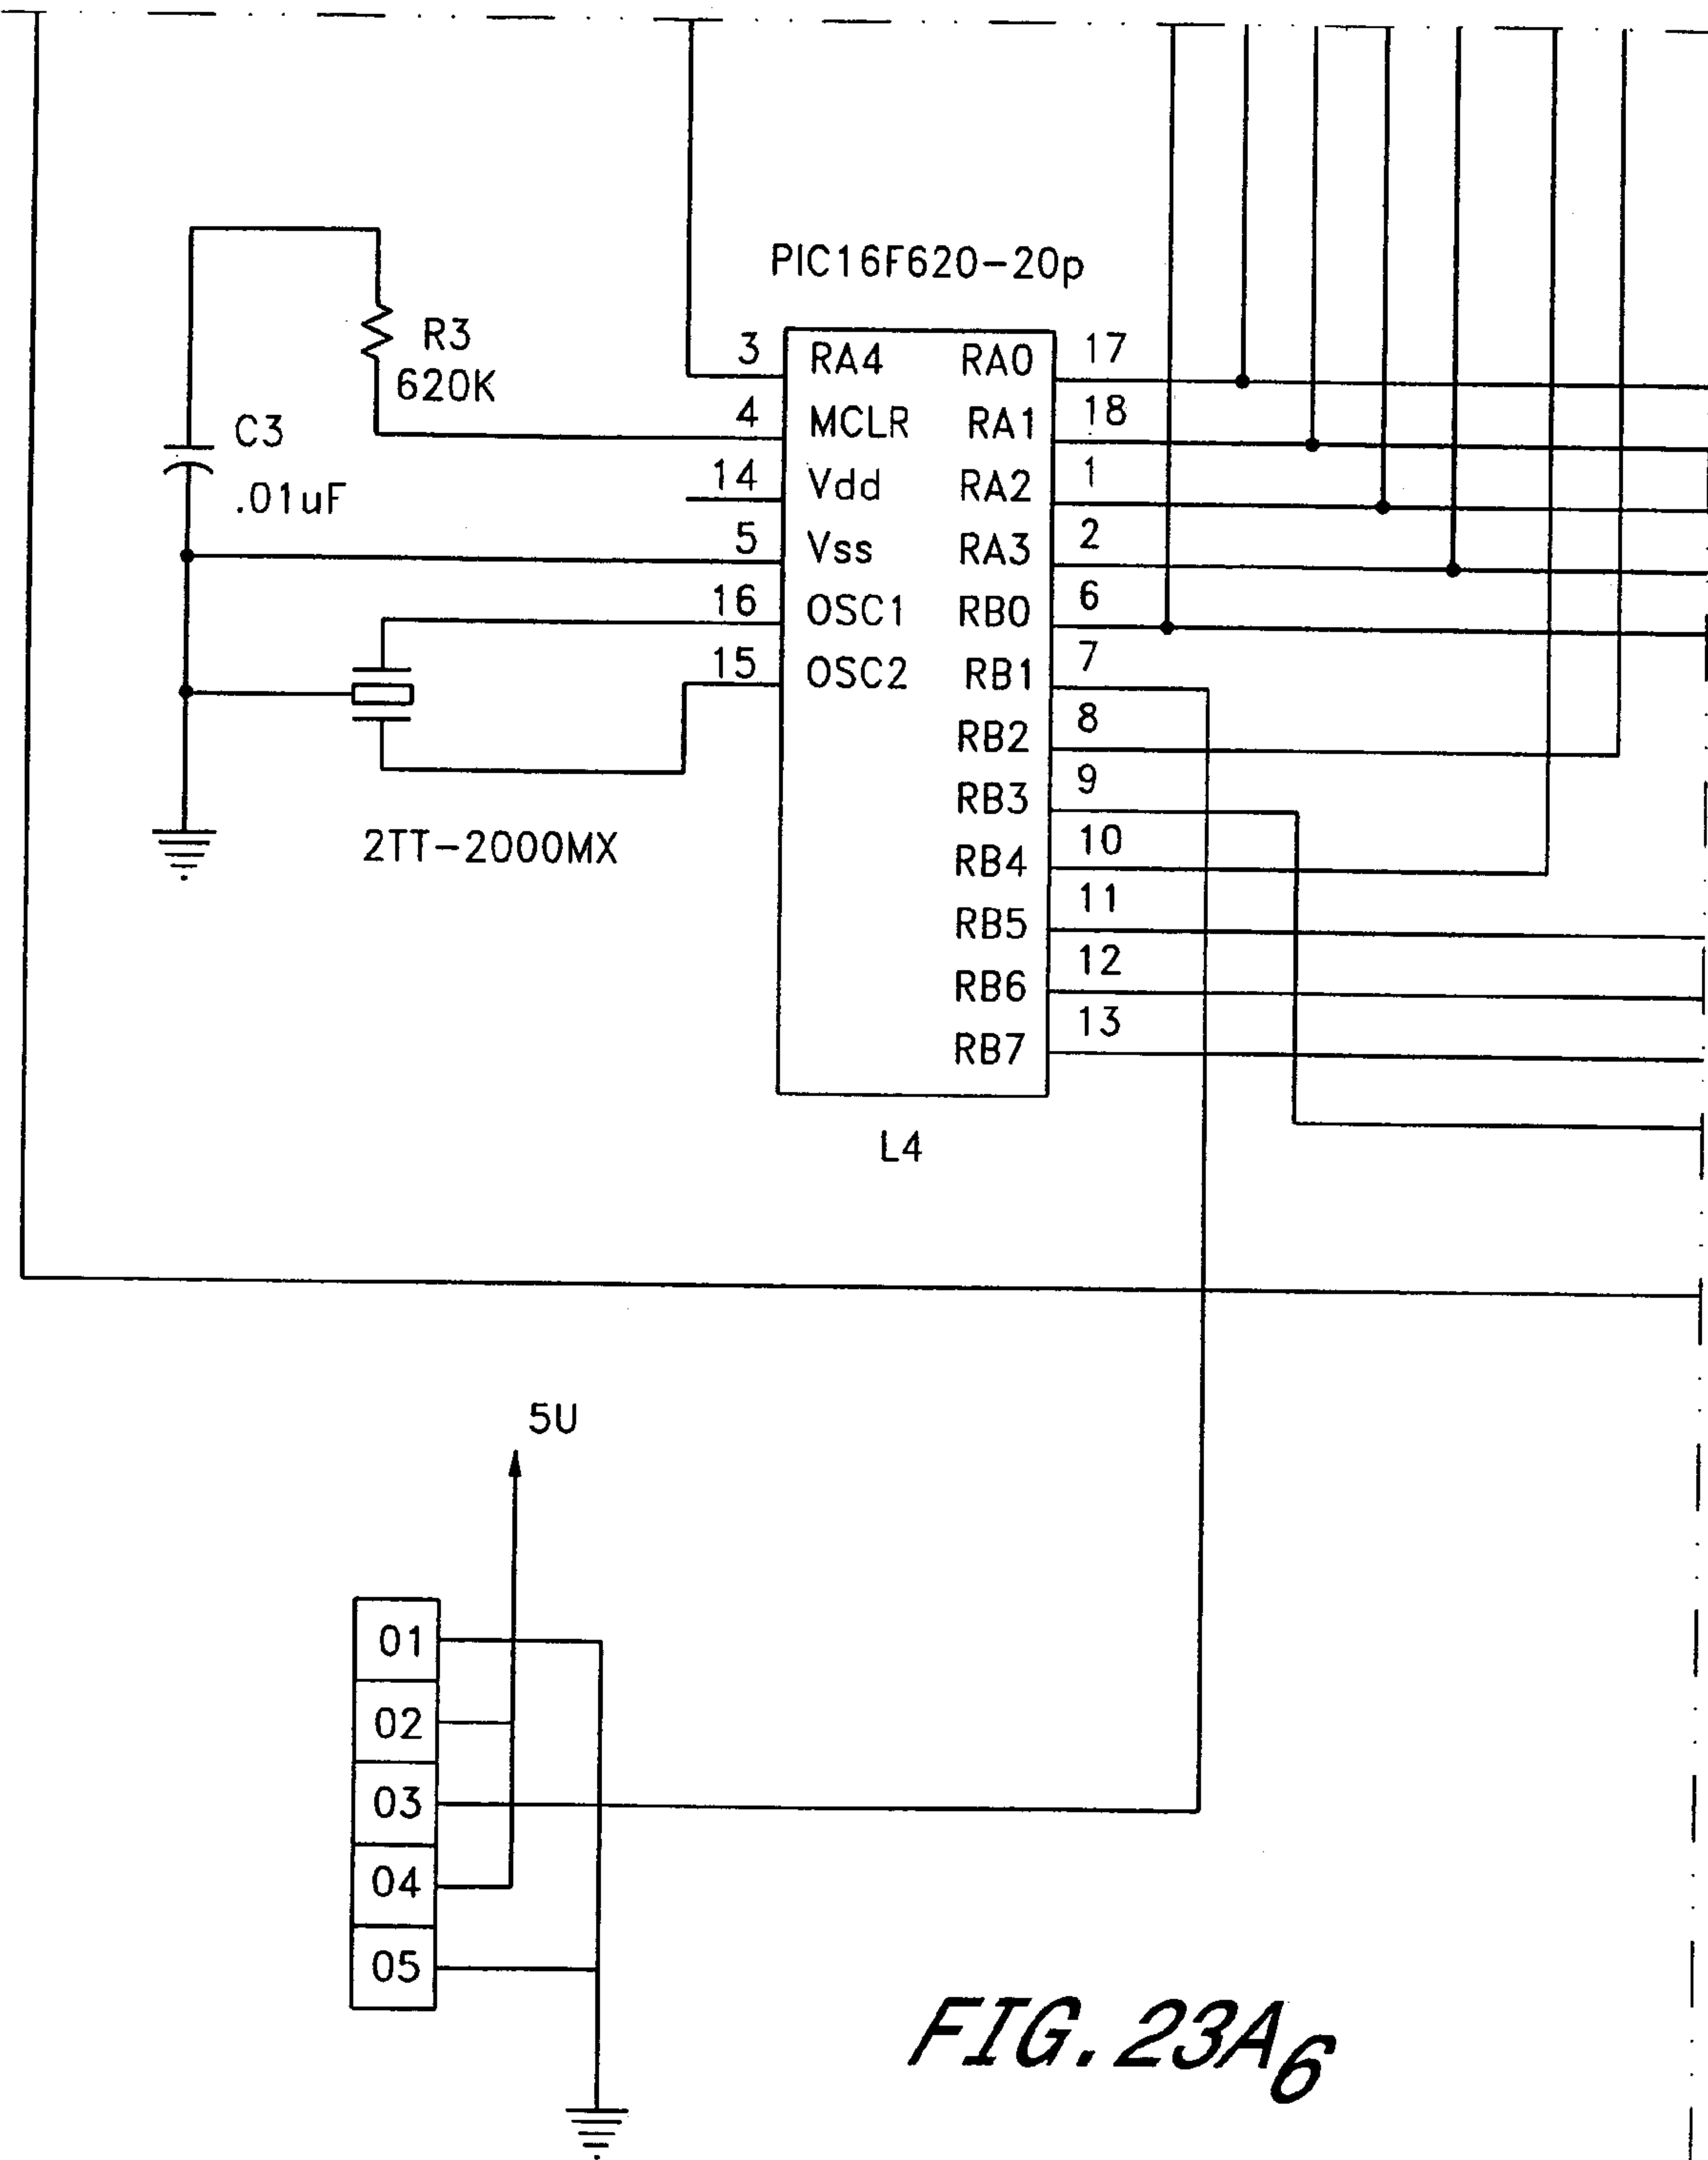 PIC16F620-20p
R3
620K
C3
.01uF
3 RA4 RA0 17
4 MCLR RA1 18
14 Vdd RA2 1
5 Vss RA3 2
16 OSC1 RB0 6
15 OSC2 RB1 7
RB2 8
RB3 9
RB4 10
RB5 11
RB6 12
RB7 13
2TT-2000MX
L4
5U
01
02
03
04
05
FIG. 23A6